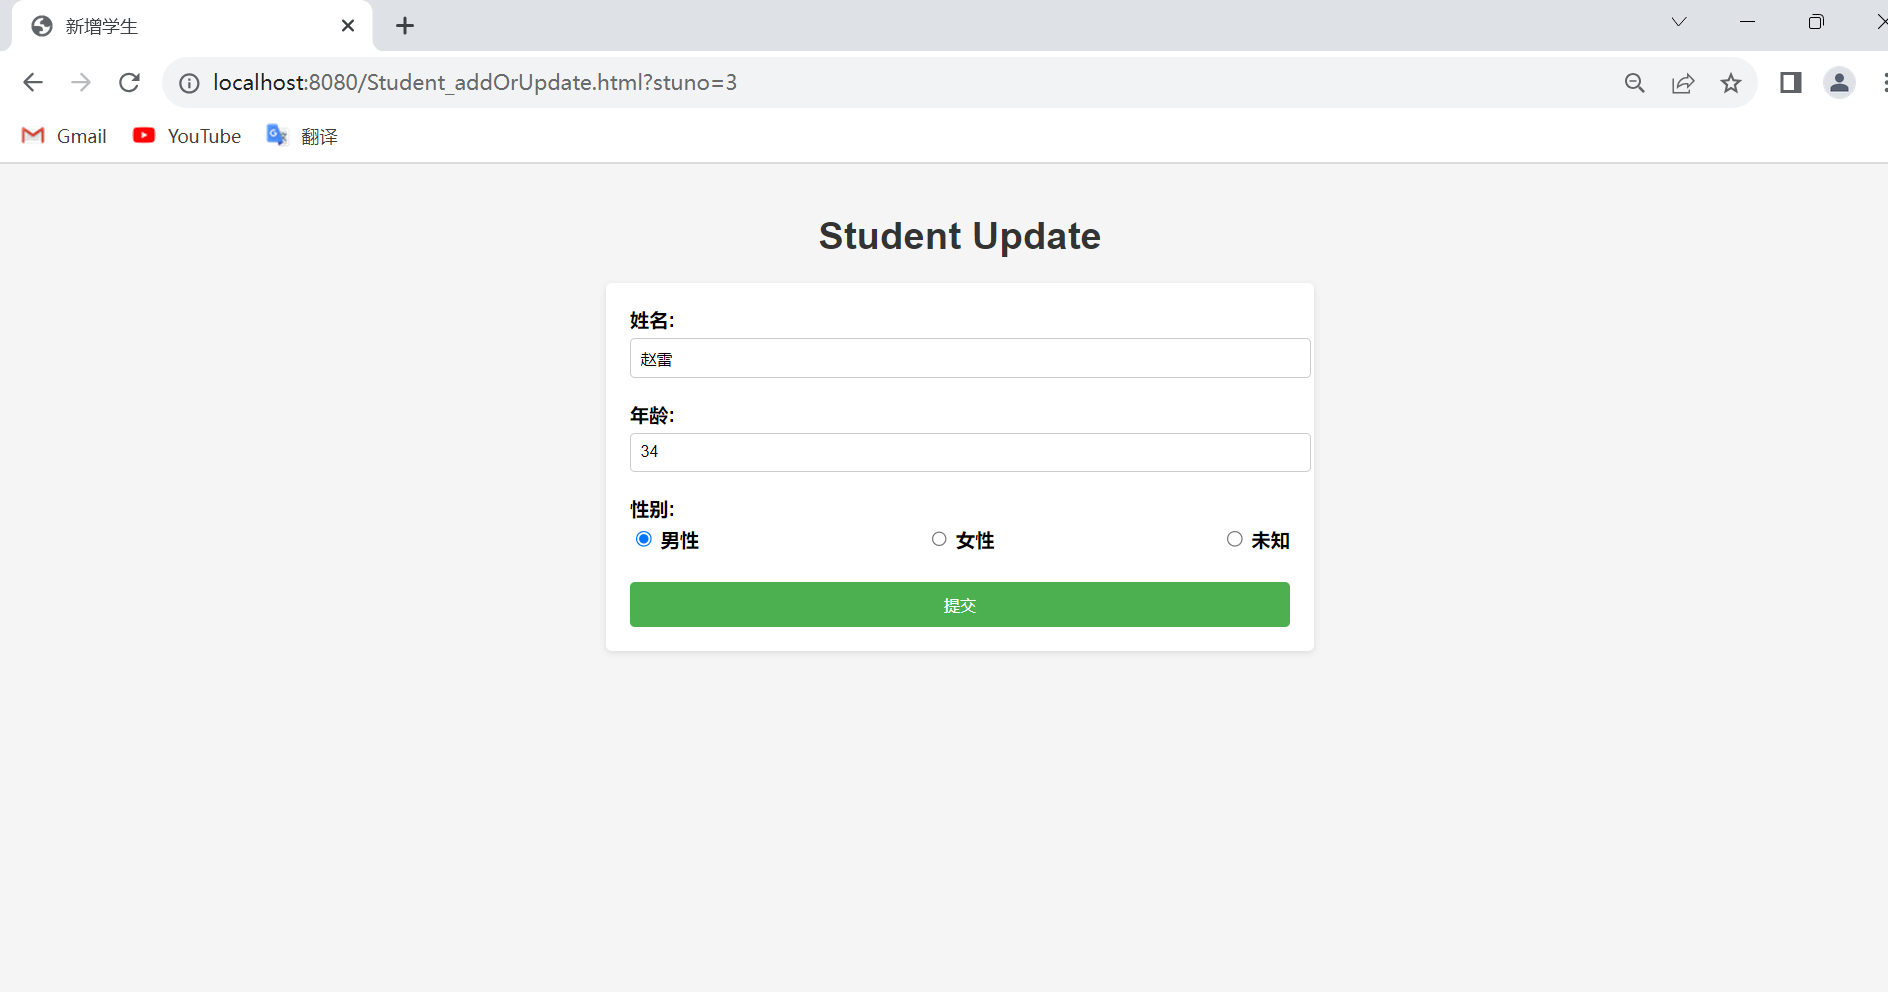 新增学生
localhost:8080/Student_addOrUpdate.html?stuno=3
Gmail YouTube 翻译
Student Update
姓名:
赵雷
年龄:
34
性别:
男性 女性 未知
提交